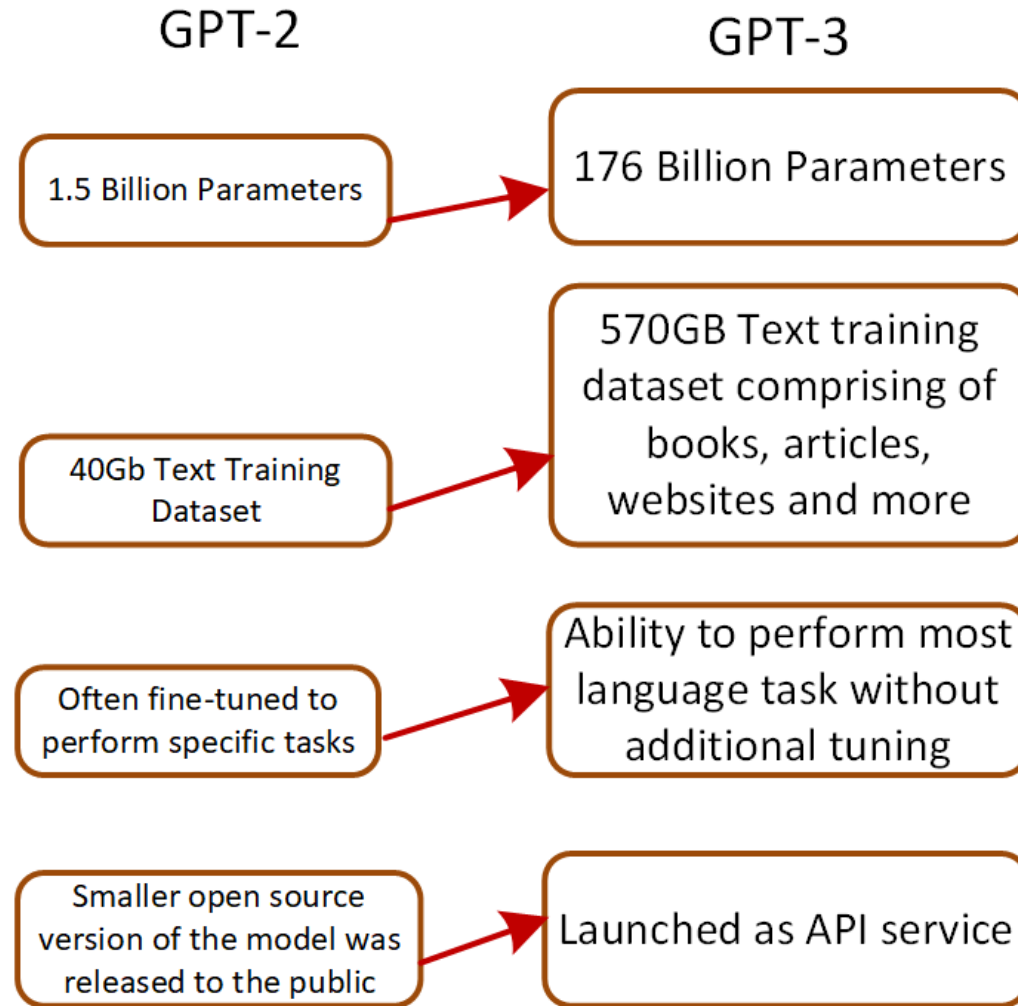 GPT-2
GPT-3
1.5 Billion Parameters
176 Billion Parameters
40Gb Text Training
Dataset
570GB Text training
dataset comprising of
books, articles,
websites and more
Often fine-tuned to
perform specific tasks
Ability to perform most
language task without
additional tuning
Smaller open source
version of the model was
released to the public
Launched as API service